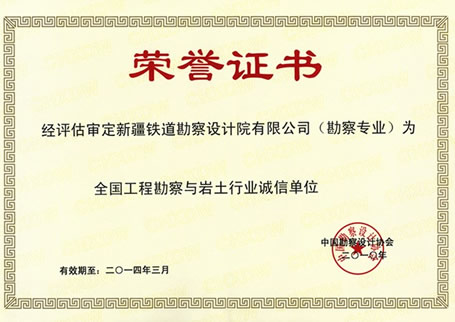 荣誉证书
经评估审定新疆铁道勘察设计院有限公司（勘察专业）为
全国工程勘察与岩土行业诚信单位
中国勘察设计协会
二〇一〇年
有效期至：二〇一四年三月